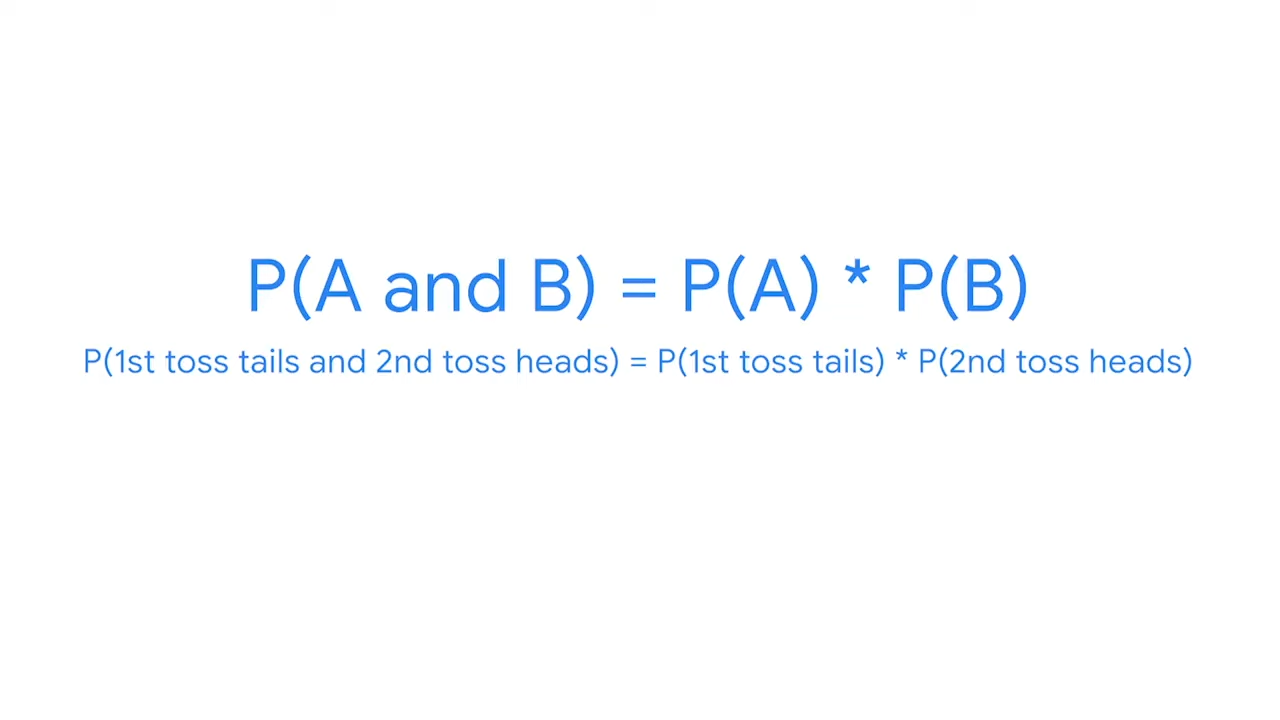 P(A and B) = P(A) * P(B)
P(1st toss tails and 2nd toss heads) = P(1st toss tails) * P(2nd toss heads)